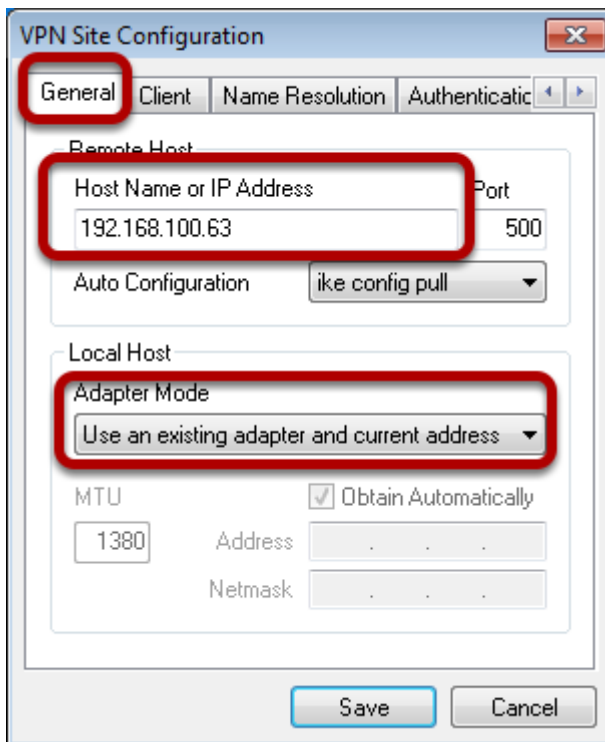 VPN Site Configuration
General Client Name Resolution Authenticatic
Remote Host
Host Name or IP Address Port
192.168.100.63 500
Auto Configuration ike config pull
Local Host
Adapter Mode
Use an existing adapter and current address
MTU Obtain Automatically
1380 Address . . .
Netmask . . .
Save Cancel